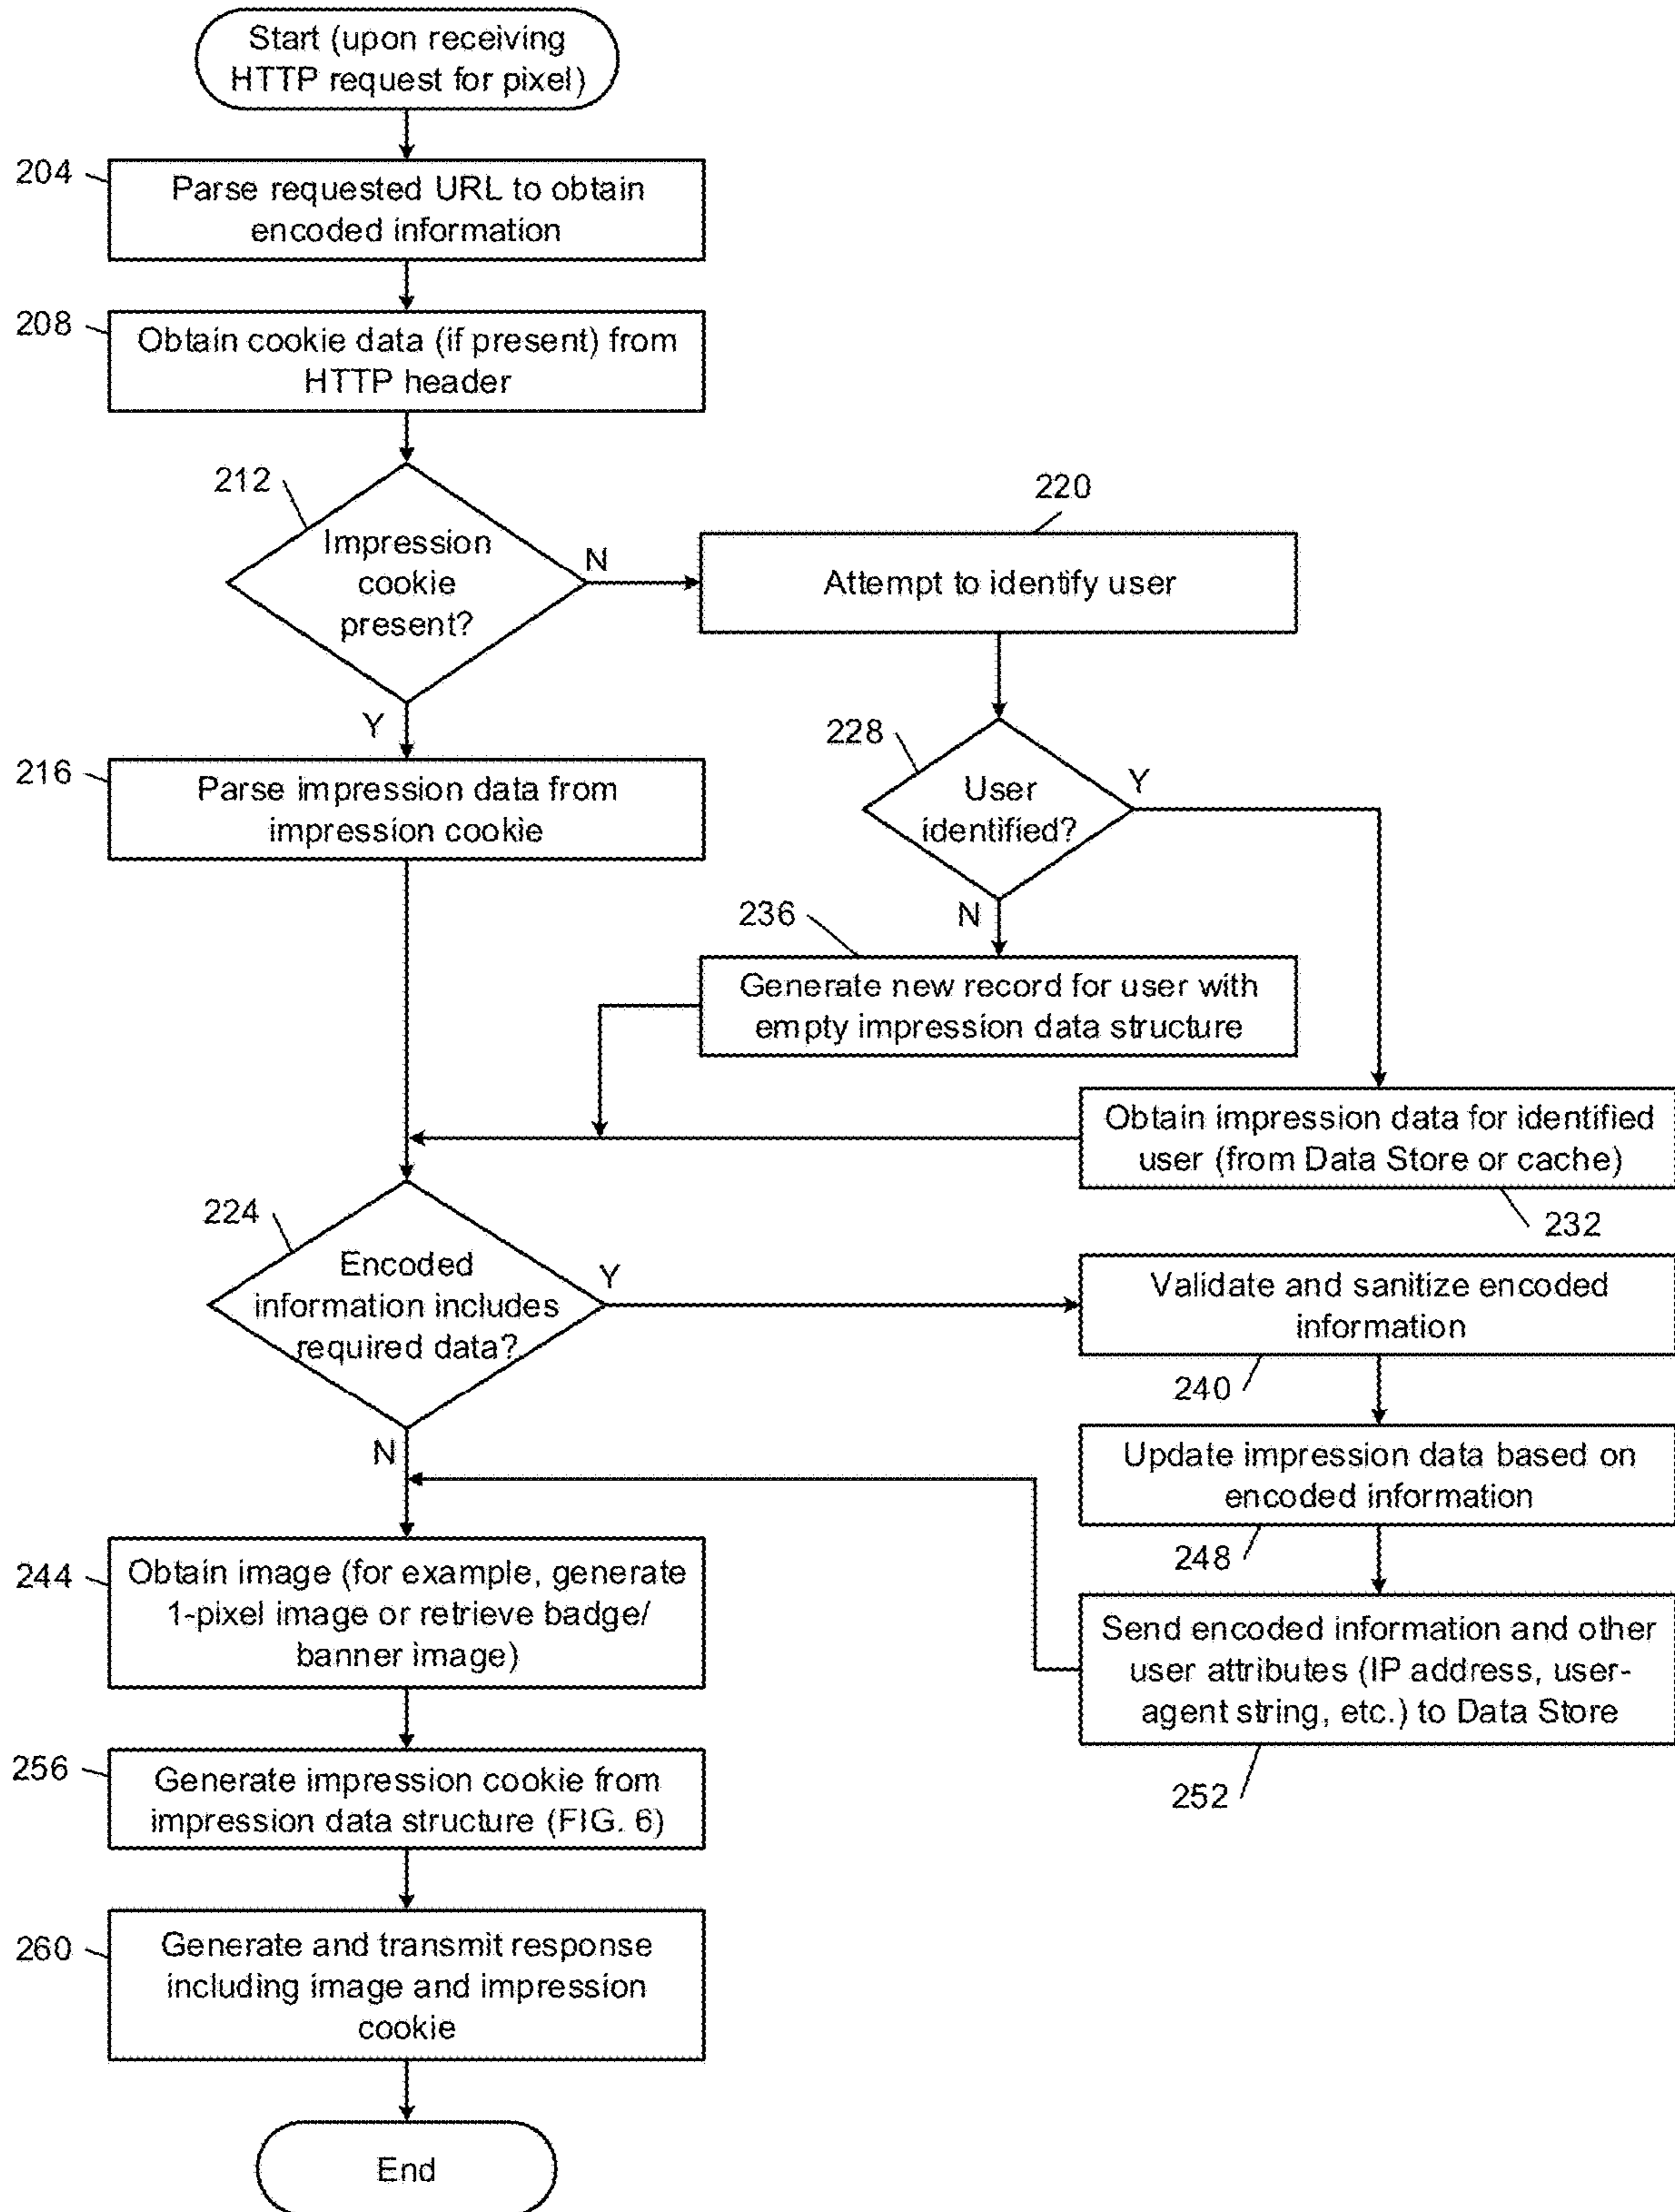 Start (upon receiving
HTTP request for pixel)
204
Parse requested URL to obtain
encoded information
208
Obtain cookie data (if present) from
HTTP header
212
Impression
cookie
present?
N
Y
220
Attempt to identify user
216
Parse impression data from
impression cookie
228
User
identified?
Y
N
236
Generate new record for user with
empty impression data structure
Obtain impression data for identified
user (from Data Store or cache)
232
224
Encoded
information includes
required data?
Y
N
Validate and sanitize encoded
information
240
Update impression data based on
encoded information
248
Send encoded information and other
user attributes (IP address, user-
agent string, etc.) to Data Store
252
244
Obtain image (for example, generate
1-pixel image or retrieve badge/
banner image)
256
Generate impression cookie from
impression data structure (FIG. 6)
260
Generate and transmit response
including image and impression
cookie
End